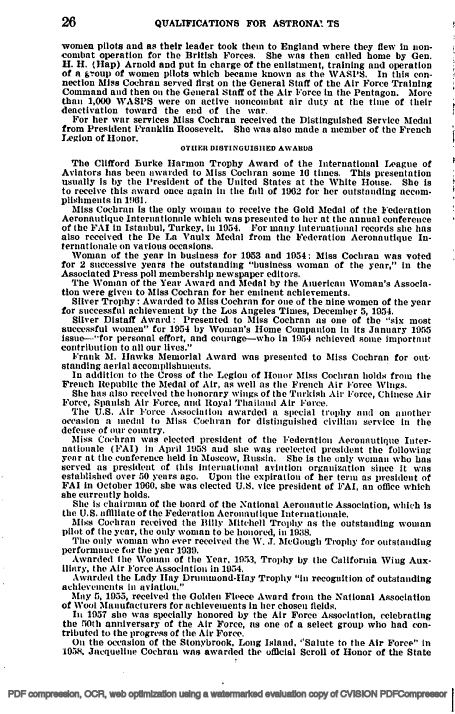 26 QUALIFICATIONS FOR ASTRONAUTS
women pilots and as their leader took them to England where they flew in non-
combat operation for the British Forces. She was then called home by Gen.
H. H. (Hap) Arnold and put in charge of the enlistment, training and operation
of a group of women pilots which became known as the WASPS. In this con-
nection Miss Cochran served first on the General Staff of the Air Force Training
Command and then on the General Staff of the Air Force in the Pentagon. More
than 1,000 WASPS were on active noncombat air duty at the time of their
deactivation toward the end of the war.
For her war services Miss Cochran received the Distinguished Service Medal
from President Franklin Roosevelt. She was also made a member of the French
Legion of Honor.
OTHER DISTINGUISHED AWARDS
The Clifford Burke Harmon Trophy Award of the International League of
Aviators has been awarded to Miss Cochran some 16 times. This presentation
usually is by the President of the United States at the White House. She is
to receive this award once again in the fall of 1962 for her outstanding accom-
plishments in 1961.
Miss Cochran is the only woman to receive the Gold Medal of the Federation
Aeronautique Internationale which was presented to her at the annual conference
of the FAI in Istanbul, Turkey, in 1954. For many international records she has
also received the De La Vaulx Medal from the Federation Aeronautique In-
ternationale on various occasions.
Woman of the year in business for 1953 and 1954: Miss Cochran was voted
for 2 successive years the outstanding "business woman of the year," in the
Associated Press poll membership newspaper editors.
The Woman of the Year Award and Medal by the American Woman's Associa-
tion were given to Miss Cochran for her eminent achievements.
Silver Trophy: Awarded to Miss Cochran for one of the nine women of the year
for successful achievement by the Los Angeles Times, December 5, 1954.
Silver Distaff Award: Presented to Miss Cochran as one of the "six most
successful women" for 1954 by Woman's Home Companion in its January 1955
issue—"for personal effort, and courage—who in 1954 achieved some important
contribution to all our lives."
Frank M. Hawks Memorial Award was presented to Miss Cochran for out-
standing aerial accomplishments.
In addition to the Cross of the Legion of Honor Miss Cochran holds from the
French Republic the Medal of Air, as well as the French Air Force Wings.
She has also received the honorary wings of the Turkish Air Force, Chinese Air
Force, Spanish Air Force, and Royal Thailand Air Force.
The U.S. Air Force Association awarded a special trophy and on another
occasion a medal to Miss Cochran for distinguished civilian service in the
defense of our country.
Miss Cochran was elected president of the Federation Aeronautique Inter-
nationale (FAI) in April 1958 and she was reelected president the following
year at the conference held in Moscow, Russia. She is the only woman who has
served as president of this international aviation organization since it was
established over 50 years ago. Upon the expiration of her term as president of
FAI in October 1960, she was elected U.S. vice president of FAI, an office which
she currently holds.
She is chairman of the board of the National Aeronautic Association, which is
the U.S. affiliate of the Federation Aeronautique Internationale.
Miss Cochran received the Billy Mitchell Trophy as the outstanding woman
pilot of the year, the only woman to be honored, in 1938.
The only woman who ever received the W. J. McGough Trophy for outstanding
performance for the year 1939.
Awarded the Woman of the Year, 1953, Trophy by the California Wing Aux-
iliary, the Air Force Association in 1954.
Awarded the Lady Hay Drummond-Hay Trophy "in recognition of outstanding
achievements in aviation."
May 5, 1955, received the Golden Fleece Award from the National Association
of Wool Manufacturers for achievements in her chosen fields.
In 1957 she was specially honored by the Air Force Association, celebrating
the 50th anniversary of the Air Force, as one of a select group who had con-
tributed to the progress of the Air Force.
On the occasion of the Stonybrook, Long Island, "Salute to the Air Force" in
1958, Jacqueline Cochran was awarded the official Scroll of Honor of the State
PDF compression, OCR, web optimization using a watermarked evaluation copy of CVISION PDFCompressor